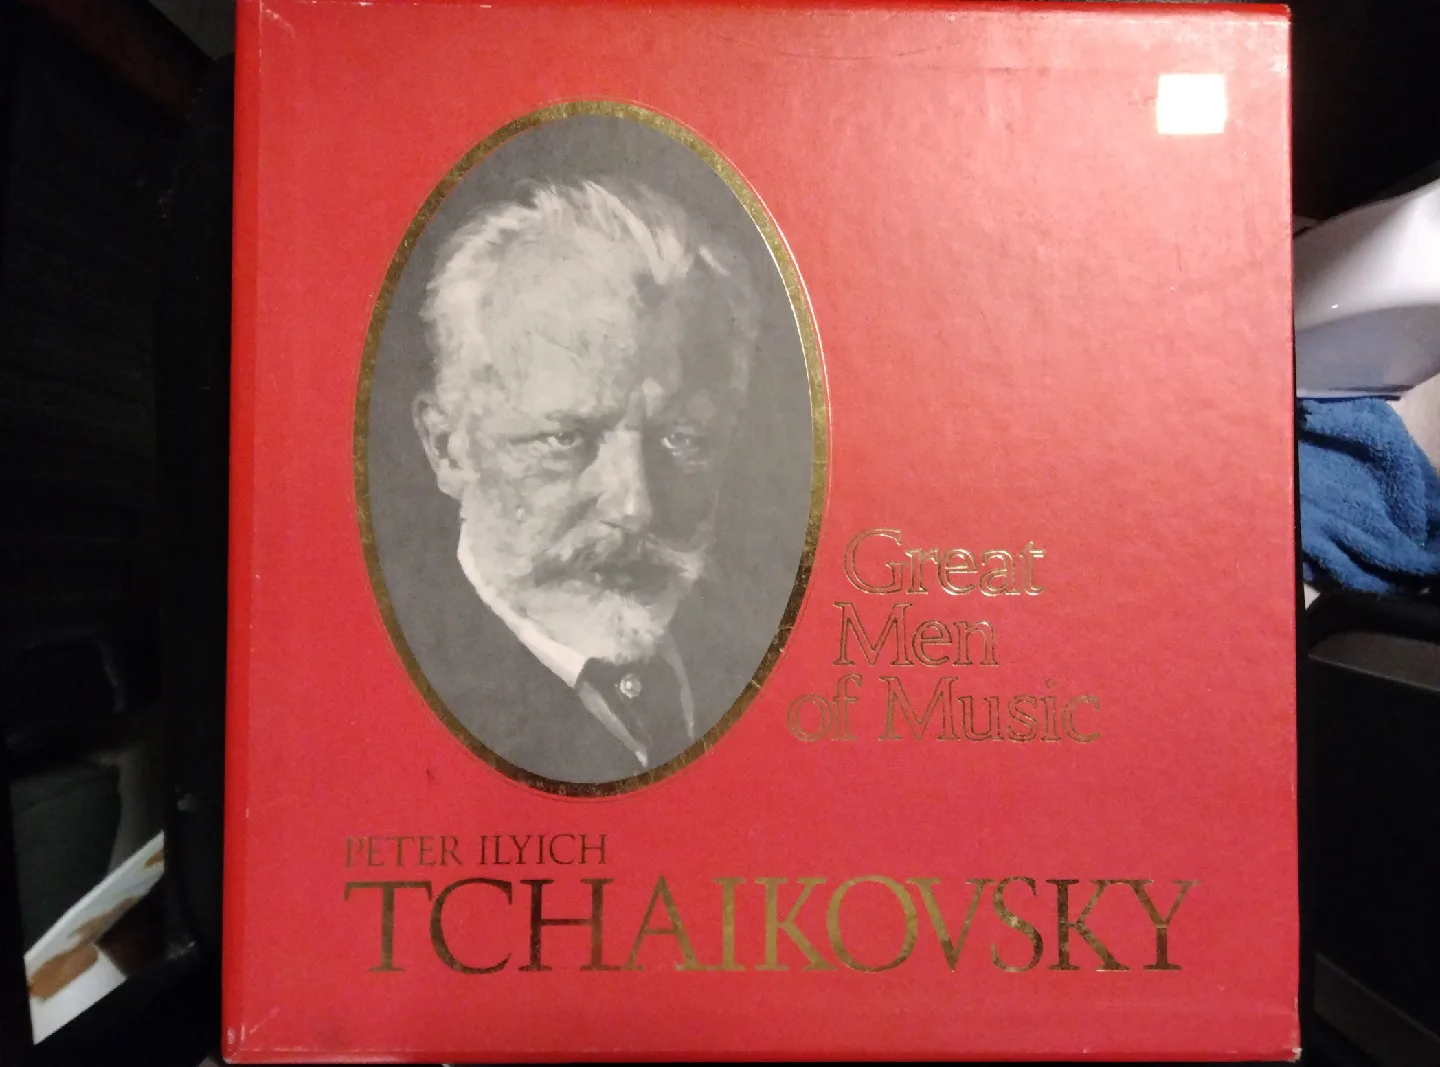 Great
Men
of Music
PETER ILYICH
TCHAIKOVSKY